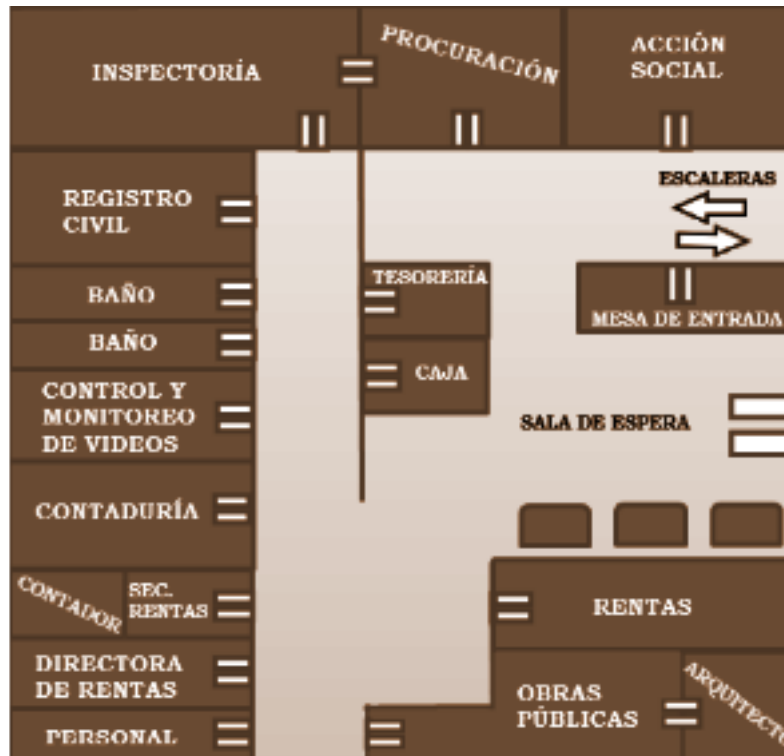 INSPECTORÍA
PROCURACIÓN
ACCIÓN
SOCIAL
REGISTRO
CIVIL
ESCALERAS
BAÑO
TESORERÍA
MESA DE ENTRADA
BAÑO
CAJA
CONTROL Y
MONITOREO
DE VIDEOS
SALA DE ESPERA
CONTADURÍA
CONTADOR
SEC.
RENTAS
RENTAS
DIRECTORA
DE RENTAS
OBRAS
PÚBLICAS
PERSONAL